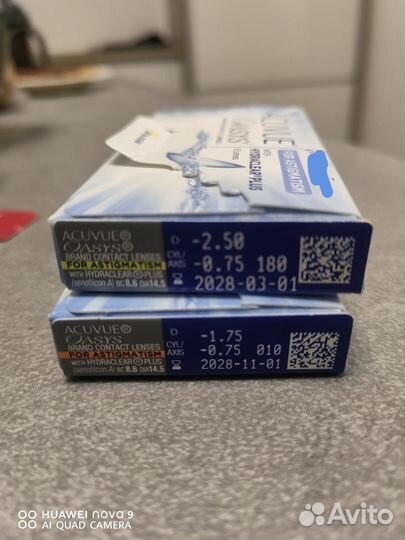 ACUVUE
OASYS
WITH
HYDRACLEAR PLUS
FOR ASTIGMATISM
ACUVUE®
OASYS®
BRAND CONTACT LENSES
FOR ASTIGMATISM
WITH HYDRACLEAR® PLUS
(senofilcon A) BC 8.6 DIA 14.5
D -2.50
CYL/AXIS -0.75 180
2028-03-01
ACUVUE®
OASYS®
BRAND CONTACT LENSES
FOR ASTIGMATISM
WITH HYDRACLEAR® PLUS
(senofilcon A) BC 8.6 DIA 14.5
D -1.75
CYL/AXIS -0.75 010
2028-11-01
HUAWEI nova 9
AI QUAD CAMERA
Avito